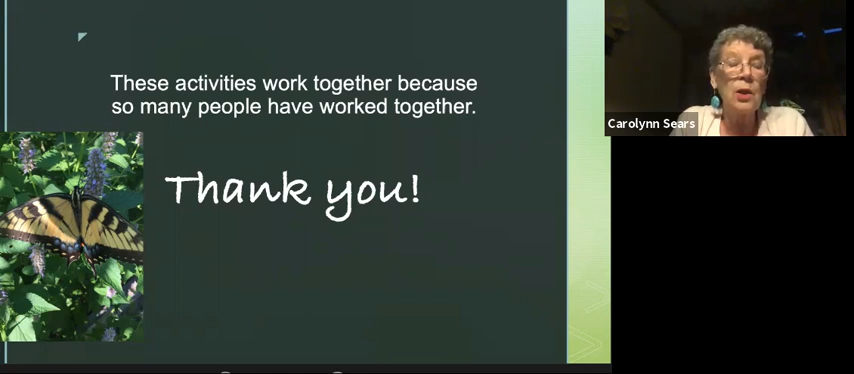 These activities work together because
so many people have worked together.
Thank you!
Carolynn Sears